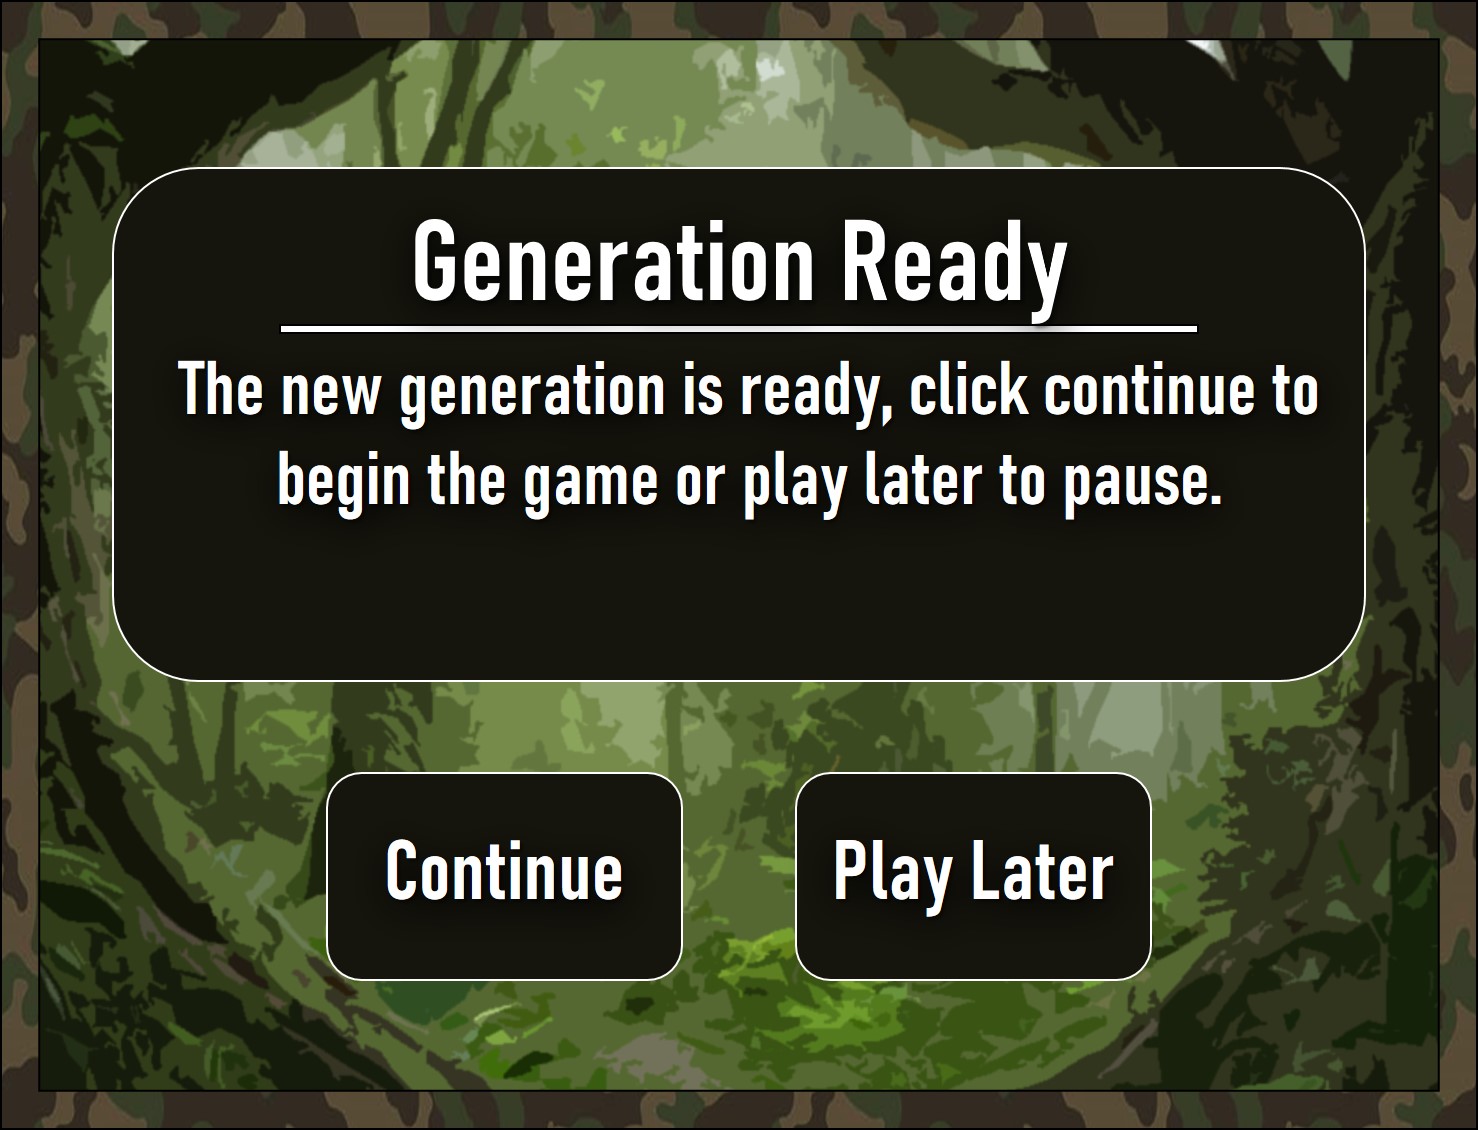 Generation Ready
The new generation is ready, click continue to
begin the game or play later to pause.
Continue
Play Later